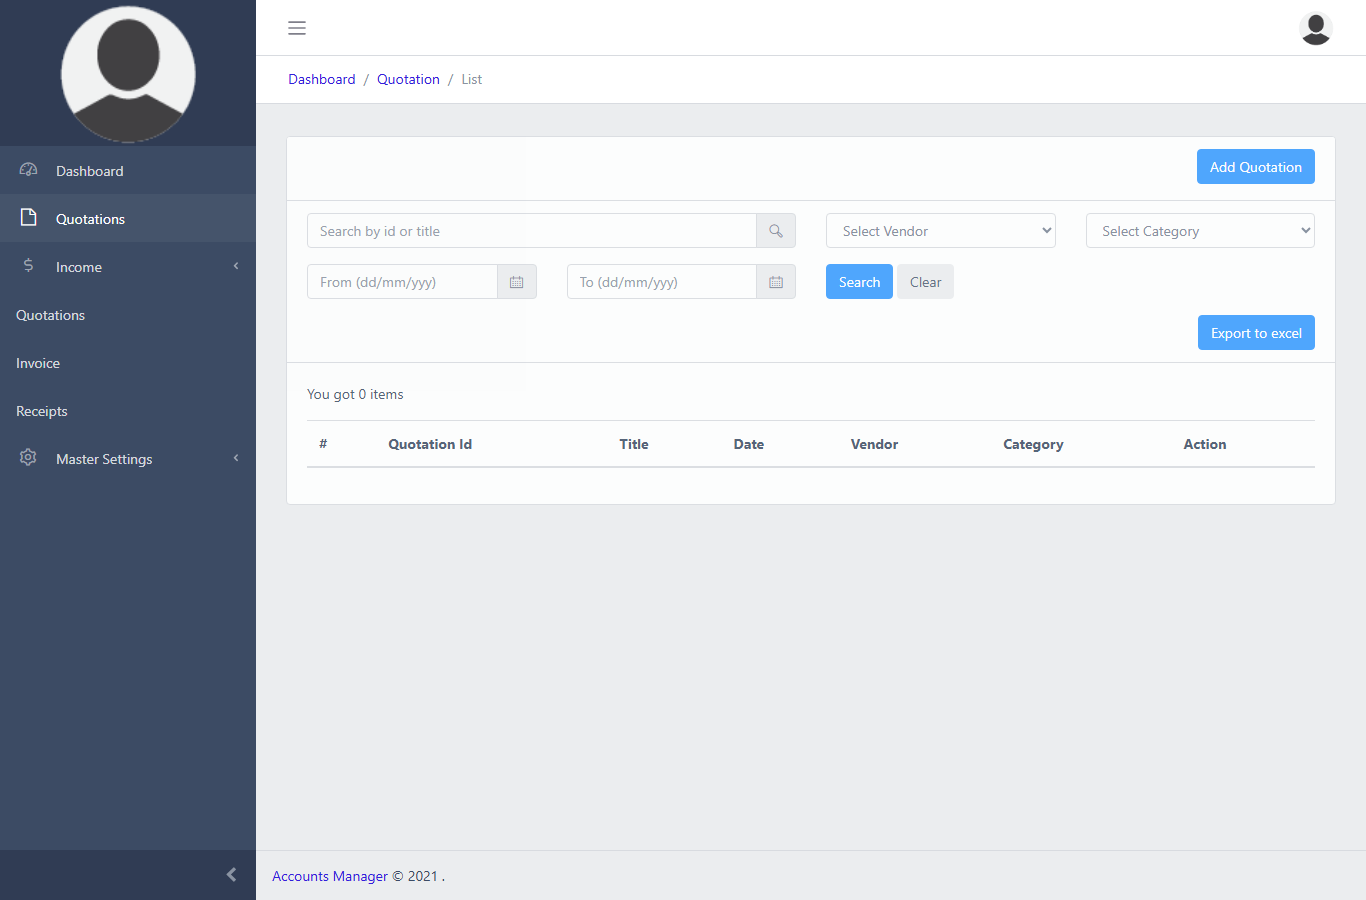 Dashboard / Quotation / List
Dashboard
Quotations
Income
Quotations
Invoice
Receipts
Master Settings
Add Quotation
Search by id or title
Select Vendor
Select Category
From (dd/mm/yyy)
To (dd/mm/yyy)
Search
Clear
Export to excel
You got 0 items
# Quotation Id Title Date Vendor Category Action
Accounts Manager © 2021 .